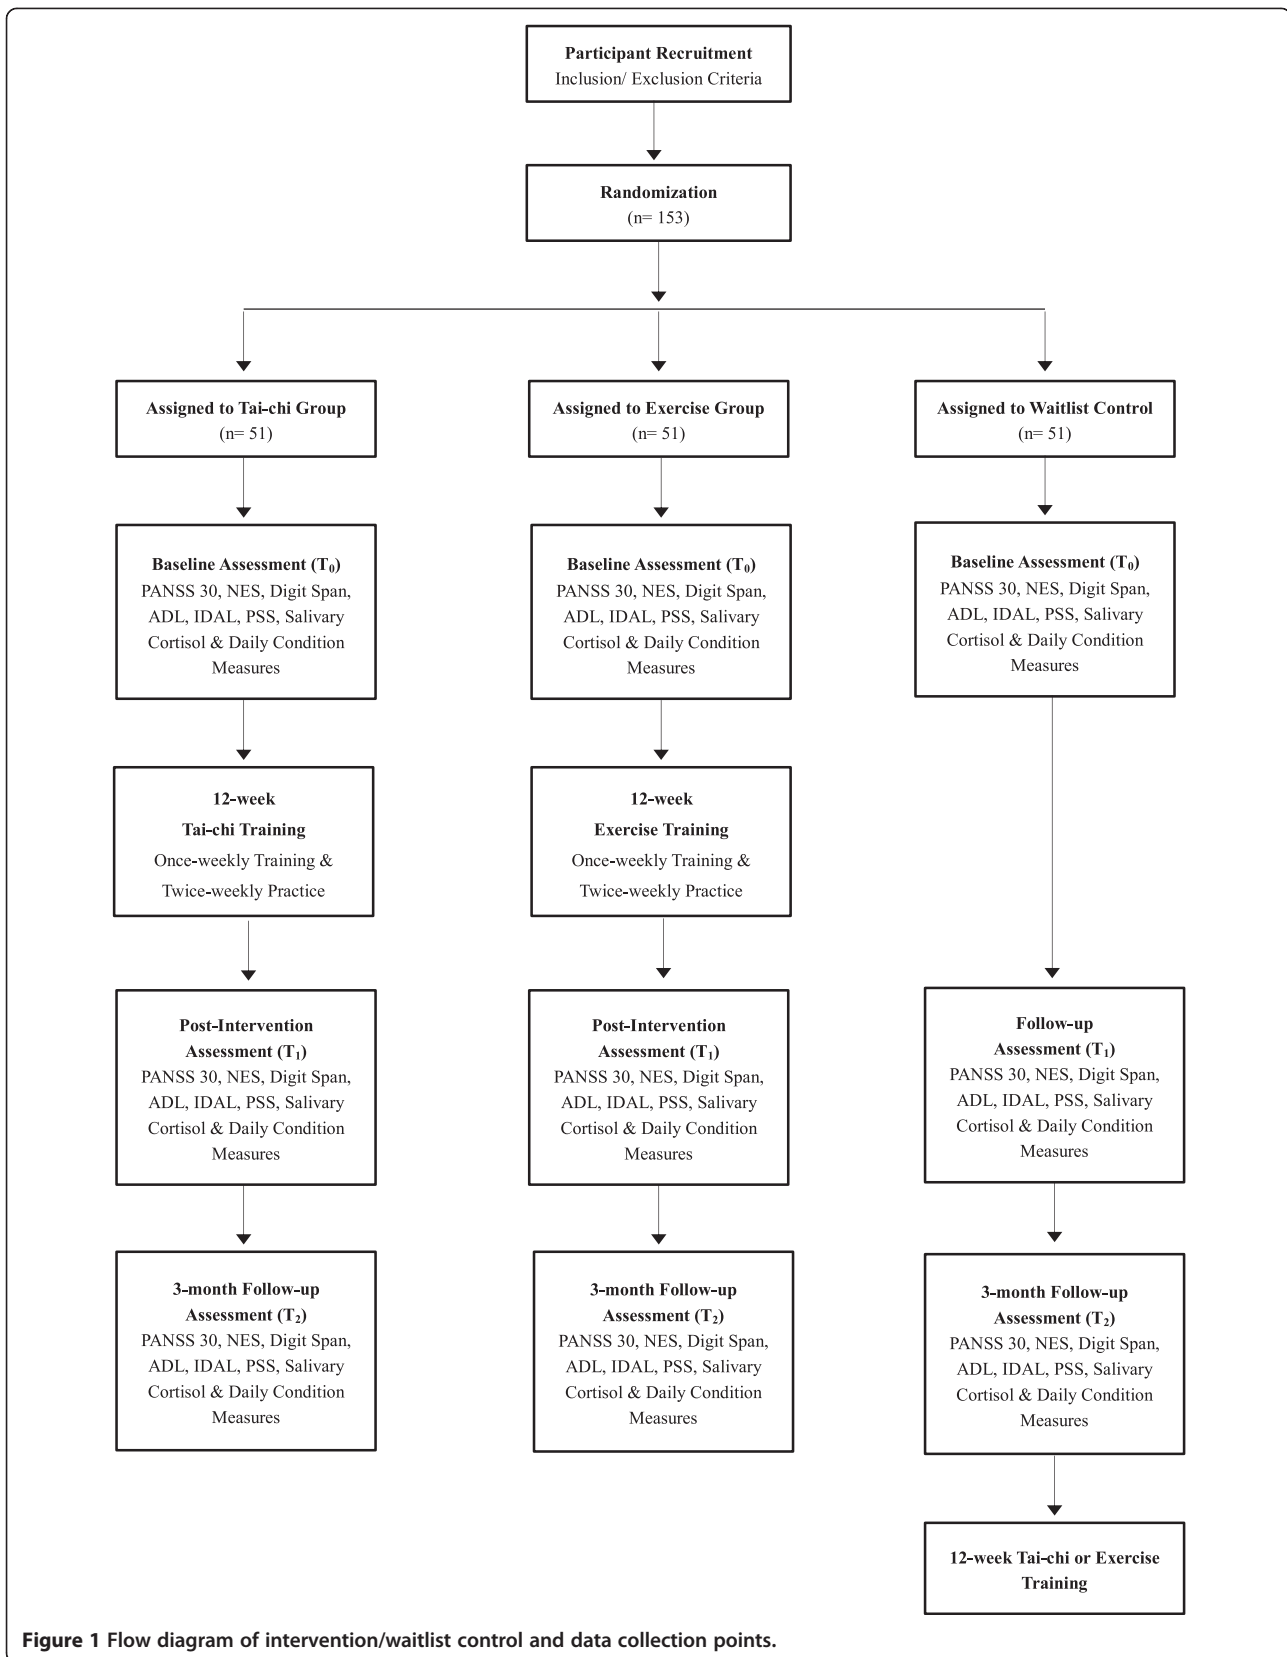 Participant Recruitment
Inclusion/ Exclusion Criteria
Randomization
(n= 153)
Assigned to Tai-chi Group
(n= 51)
Assigned to Exercise Group
(n= 51)
Assigned to Waitlist Control
(n= 51)
Baseline Assessment (T₀)
PANSS 30, NES, Digit Span,
ADL, IDAL, PSS, Salivary
Cortisol & Daily Condition
Measures
Baseline Assessment (T₀)
PANSS 30, NES, Digit Span,
ADL, IDAL, PSS, Salivary
Cortisol & Daily Condition
Measures
Baseline Assessment (T₀)
PANSS 30, NES, Digit Span,
ADL, IDAL, PSS, Salivary
Cortisol & Daily Condition
Measures
12-week
Tai-chi Training
Once-weekly Training &
Twice-weekly Practice
12-week
Exercise Training
Once-weekly Training &
Twice-weekly Practice
Post-Intervention
Assessment (T₁)
PANSS 30, NES, Digit Span,
ADL, IDAL, PSS, Salivary
Cortisol & Daily Condition
Measures
Post-Intervention
Assessment (T₁)
PANSS 30, NES, Digit Span,
ADL, IDAL, PSS, Salivary
Cortisol & Daily Condition
Measures
Follow-up
Assessment (T₁)
PANSS 30, NES, Digit Span,
ADL, IDAL, PSS, Salivary
Cortisol & Daily Condition
Measures
3-month Follow-up
Assessment (T₂)
PANSS 30, NES, Digit Span,
ADL, IDAL, PSS, Salivary
Cortisol & Daily Condition
Measures
3-month Follow-up
Assessment (T₂)
PANSS 30, NES, Digit Span,
ADL, IDAL, PSS, Salivary
Cortisol & Daily Condition
Measures
3-month Follow-up
Assessment (T₂)
PANSS 30, NES, Digit Span,
ADL, IDAL, PSS, Salivary
Cortisol & Daily Condition
Measures
12-week Tai-chi or Exercise
Training
Figure 1 Flow diagram of intervention/waitlist control and data collection points.